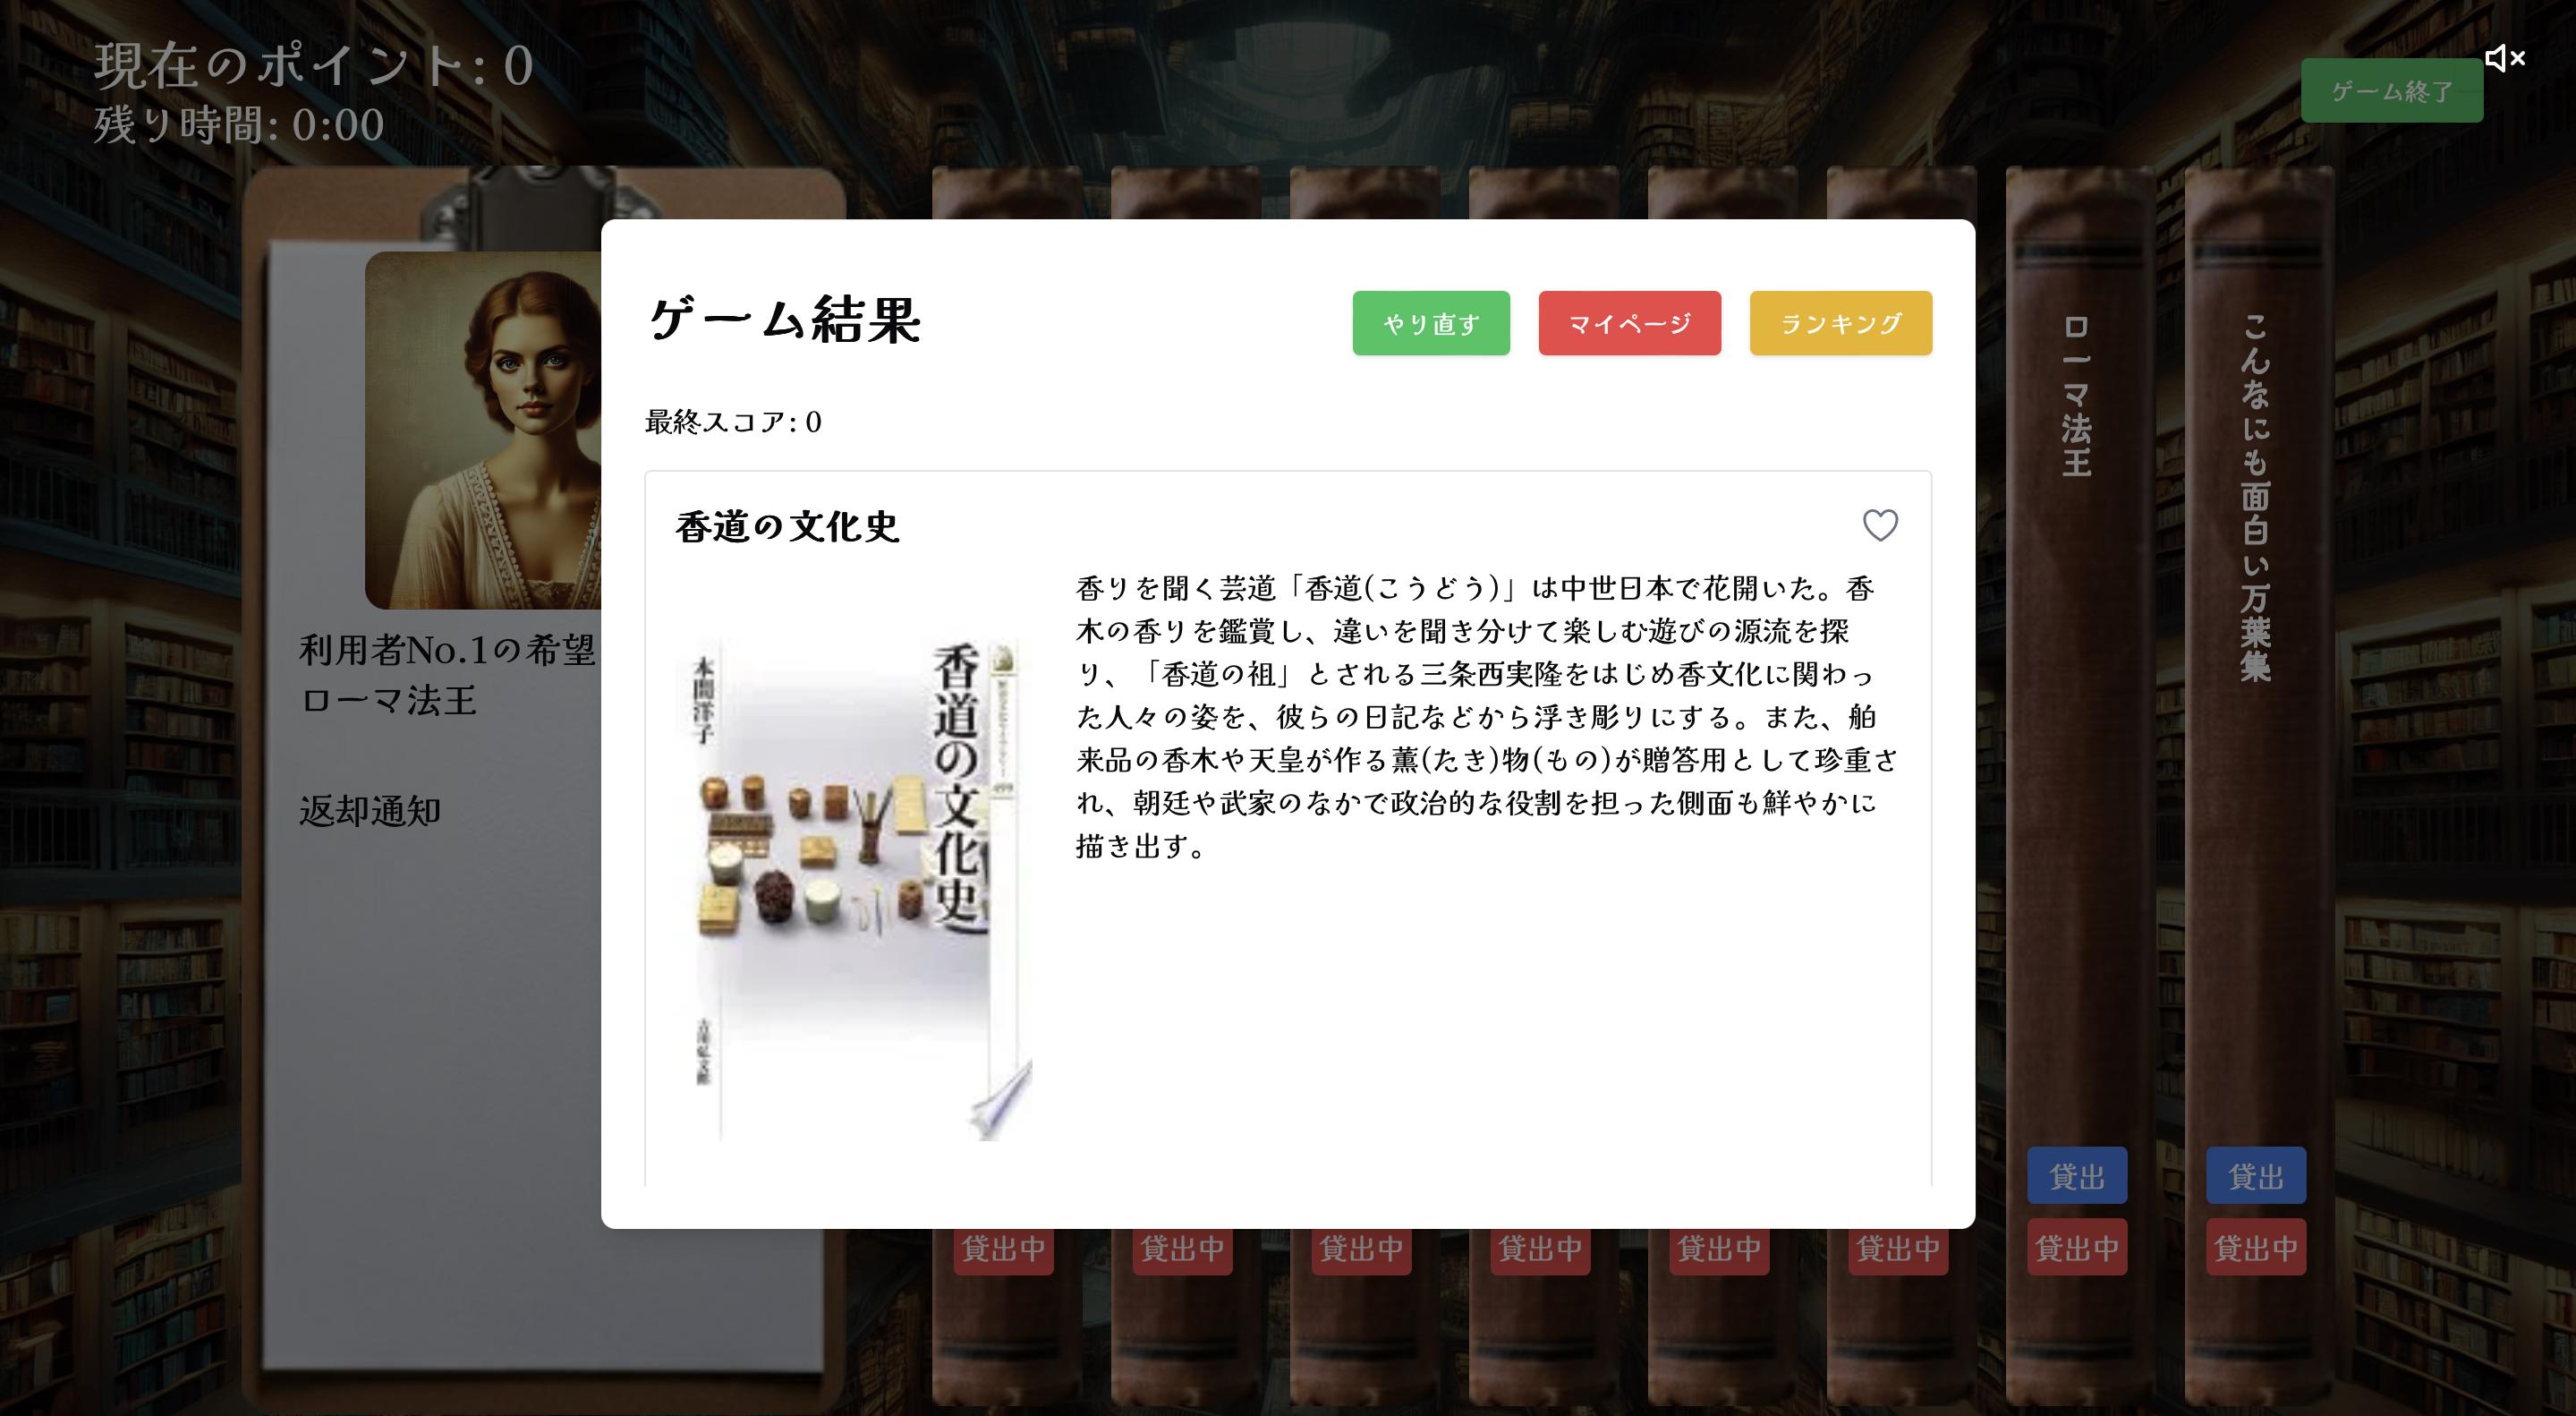 現在のポイント: 0
残り時間: 0:00
ゲーム終了
利用者No.1の希望
ローマ法王
返却通知
ゲーム結果
やり直す
マイページ
ランキング
最終スコア: 0
香道の文化史
香りを聞く芸道「香道(こうどう)」は中世日本で花開いた。香
木の香りを鑑賞し、違いを聞き分けて楽しむ遊びの源流を探
り、「香道の祖」とされる三条西実隆をはじめ香文化に関わっ
た人々の姿を、彼らの日記などから浮き彫りにする。また、舶
来品の香木や天皇が作る薫(たき)物(もの)が贈答用として珍重さ
れ、朝廷や武家のなかで政治的な役割を担った側面も鮮やかに
描き出す。
香道の文化史
本間洋子
吉川弘文館
ローマ法王
こんなにも面白い万葉集
貸出
貸出
貸出中
貸出中
貸出中
貸出中
貸出中
貸出中
貸出中
貸出中